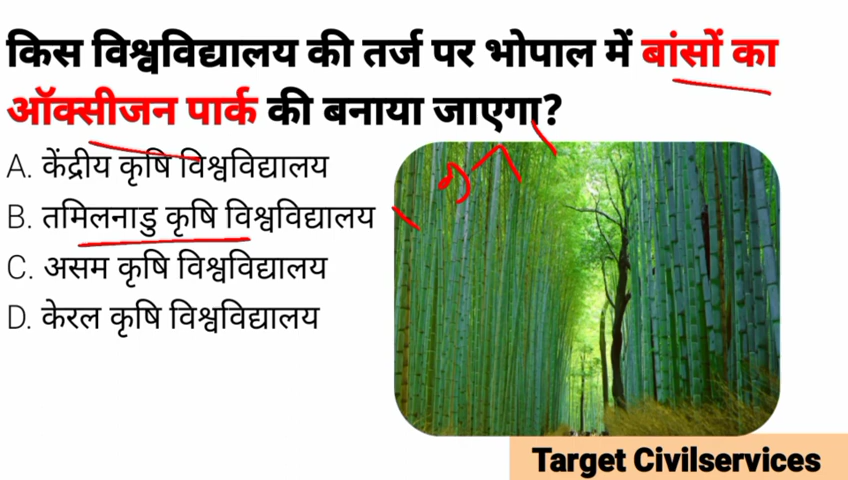 किस विश्वविद्यालय की तर्ज पर भोपाल में बांसों का
ऑक्सीजन पार्क की बनाया जाएगा?
A. केंद्रीय कृषि विश्वविद्यालय
B. तमिलनाडु कृषि विश्वविद्यालय
C. असम कृषि विश्वविद्यालय
D. केरल कृषि विश्वविद्यालय
Target Civilservices